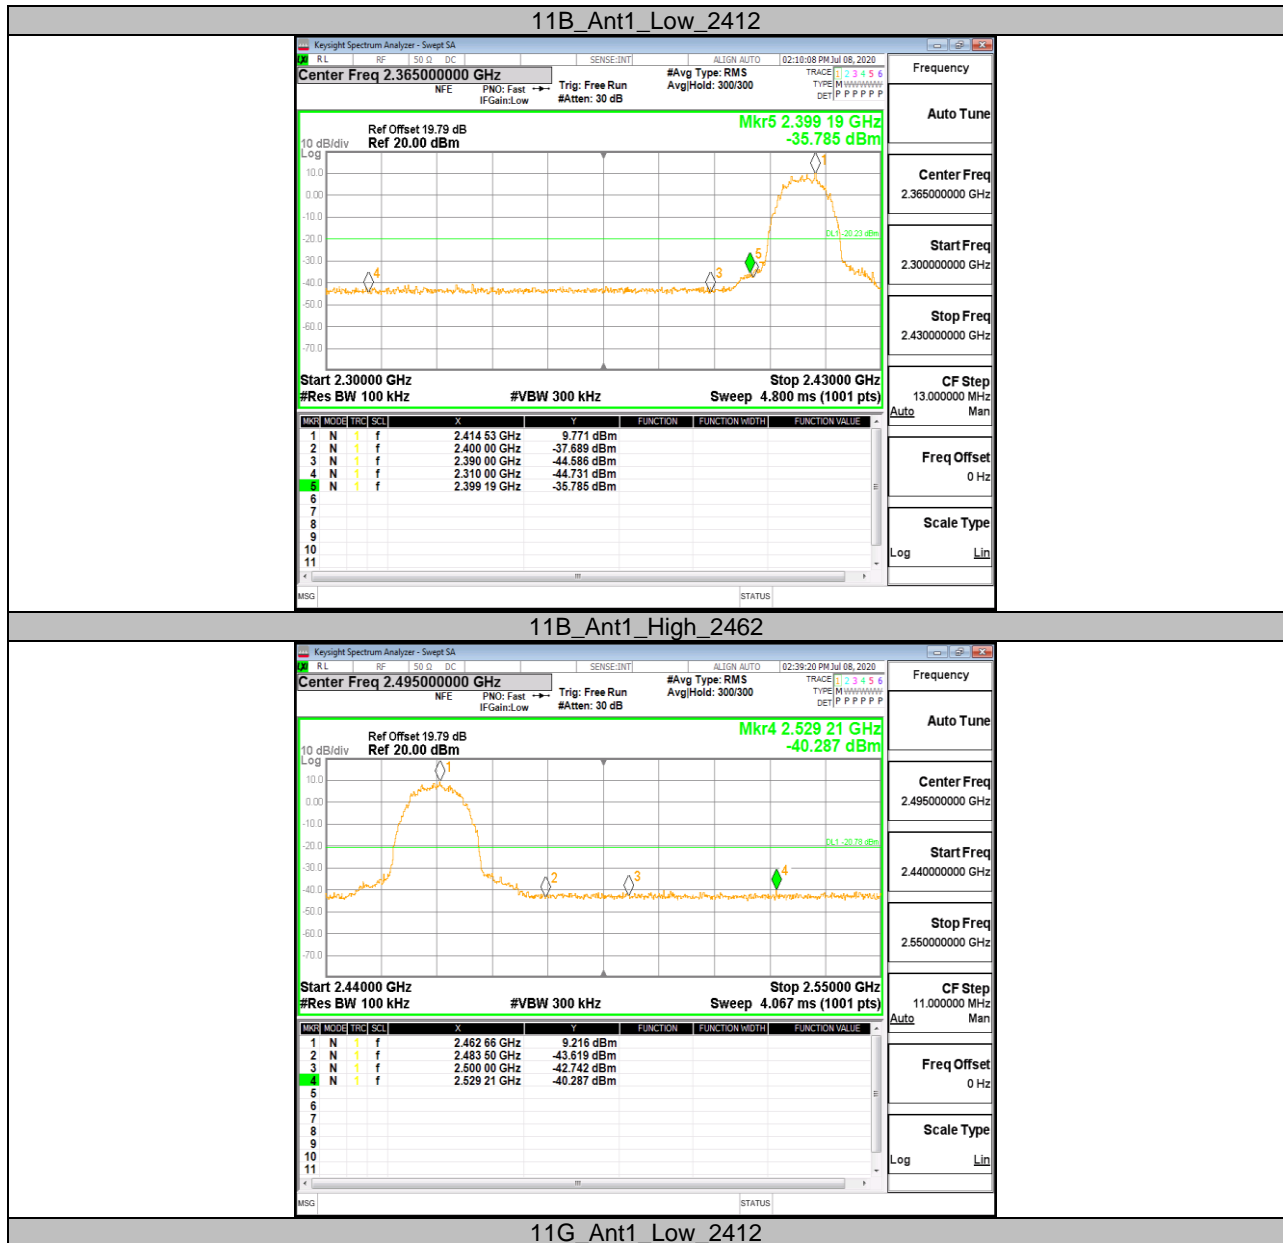 11B_Ant1_Low_2412
Keysight Spectrum Analyzer - Swept SA
RL RF 50 Ω DC SENSE:INT ALIGN AUTO 02:10:08 PM Jul 08, 2020
Center Freq 2.365000000 GHz
NFE PNO: Fast IFGain:Low
Trig: Free Run #Atten: 30 dB
#Avg Type: RMS Avg|Hold: 300/300
TRACE 1 2 3 4 5 6
TYPE M WWWWW
DET P P P P P P
Mkr5 2.399 19 GHz
-35.785 dBm
Ref Offset 19.79 dB
10 dB/div Ref 20.00 dBm
Log
10.0
0.00
-10.0
-20.0
-30.0
-40.0
-50.0
-60.0
-70.0
DL1 -20.23 dBm
1
5
3
4
Start 2.30000 GHz Stop 2.43000 GHz
#Res BW 100 kHz #VBW 300 kHz Sweep 4.800 ms (1001 pts)
MKR MODE TRC SCL X Y FUNCTION FUNCTION WIDTH FUNCTION VALUE
1 N 1 f 2.414 53 GHz 9.771 dBm
2 N 1 f 2.400 00 GHz -37.689 dBm
3 N 1 f 2.390 00 GHz -44.586 dBm
4 N 1 f 2.310 00 GHz -44.731 dBm
5 N 1 f 2.399 19 GHz -35.785 dBm
6
7
8
9
10
11
MSG STATUS
Frequency
Auto Tune
Center Freq
2.365000000 GHz
Start Freq
2.300000000 GHz
Stop Freq
2.430000000 GHz
CF Step
13.000000 MHz
Auto Man
Freq Offset
0 Hz
Scale Type
Log Lin
11B_Ant1_High_2462
Keysight Spectrum Analyzer - Swept SA
RL RF 50 Ω DC SENSE:INT ALIGN AUTO 02:39:20 PM Jul 08, 2020
Center Freq 2.495000000 GHz
NFE PNO: Fast IFGain:Low
Trig: Free Run #Atten: 30 dB
#Avg Type: RMS Avg|Hold: 300/300
TRACE 1 2 3 4 5 6
TYPE M WWWWW
DET P P P P P P
Mkr4 2.529 21 GHz
-40.287 dBm
Ref Offset 19.79 dB
10 dB/div Ref 20.00 dBm
Log
10.0
0.00
-10.0
-20.0
-30.0
-40.0
-50.0
-60.0
-70.0
DL1 -20.78 dBm
1
2
3
4
Start 2.44000 GHz Stop 2.55000 GHz
#Res BW 100 kHz #VBW 300 kHz Sweep 4.067 ms (1001 pts)
MKR MODE TRC SCL X Y FUNCTION FUNCTION WIDTH FUNCTION VALUE
1 N 1 f 2.462 66 GHz 9.216 dBm
2 N 1 f 2.483 50 GHz -43.619 dBm
3 N 1 f 2.500 00 GHz -42.742 dBm
4 N 1 f 2.529 21 GHz -40.287 dBm
5
6
7
8
9
10
11
MSG STATUS
Frequency
Auto Tune
Center Freq
2.495000000 GHz
Start Freq
2.440000000 GHz
Stop Freq
2.550000000 GHz
CF Step
11.000000 MHz
Auto Man
Freq Offset
0 Hz
Scale Type
Log Lin
11G_Ant1_Low_2412